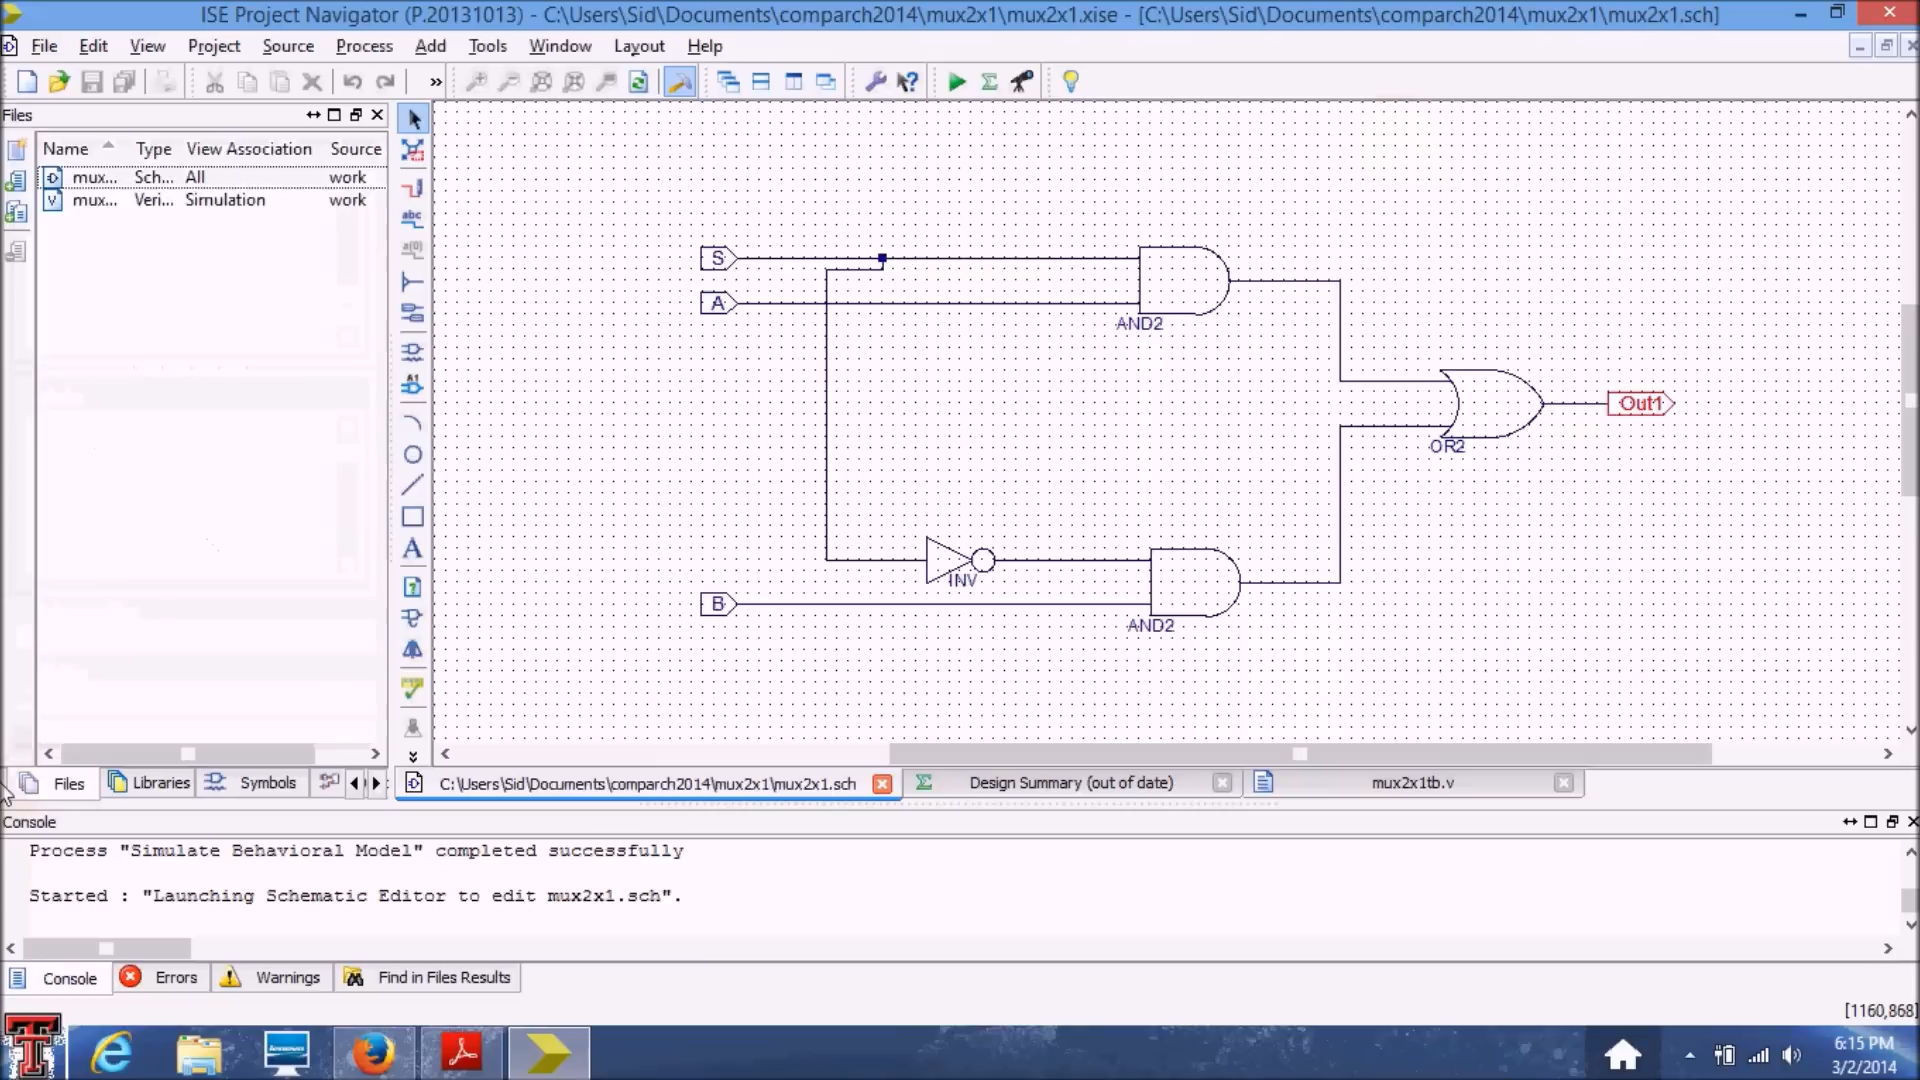 ISE Project Navigator (P.20131013) - C:\Users\Sid\Documents\comparch2014\mux2x1\mux2x1.xise - [C:\Users\Sid\Documents\comparch2014\mux2x1\mux2x1.sch]
File Edit View Project Source Process Add Tools Window Layout Help
»
Files
Name Type View Association Source
mux... Sch... All work
mux... Veri... Simulation work
abc
a(0)
A1
A
S
A
AND2
Out1
OR2
INV
B
AND2
Files Libraries Symbols
C:\Users\Sid\Documents\comparch2014\mux2x1\mux2x1.sch Design Summary (out of date) mux2x1tb.v
Console
Process "Simulate Behavioral Model" completed successfully
Started : "Launching Schematic Editor to edit mux2x1.sch".
Console Errors Warnings Find in Files Results
[1160,868]
6:15 PM
3/2/2014